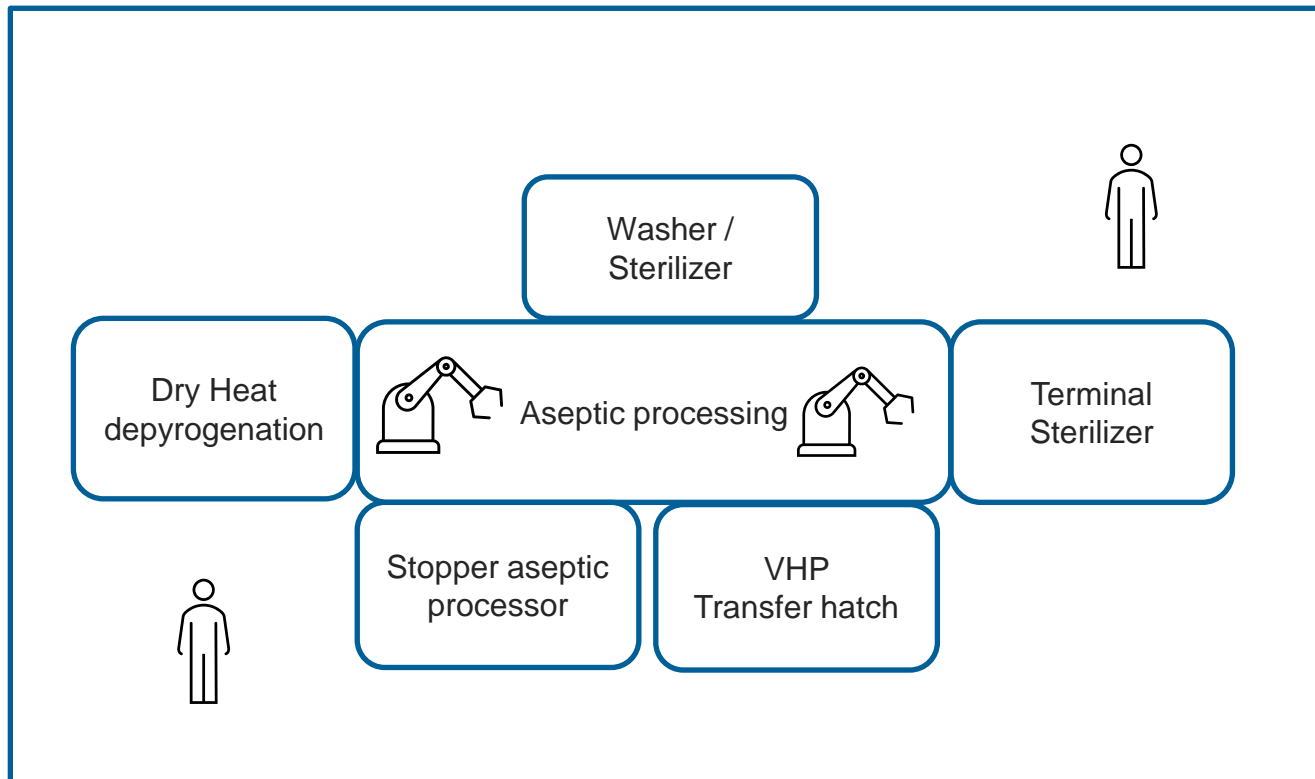 Washer /
Sterilizer
Dry Heat
depyrogenation
Aseptic processing
Terminal
Sterilizer
Stopper aseptic
processor
VHP
Transfer hatch